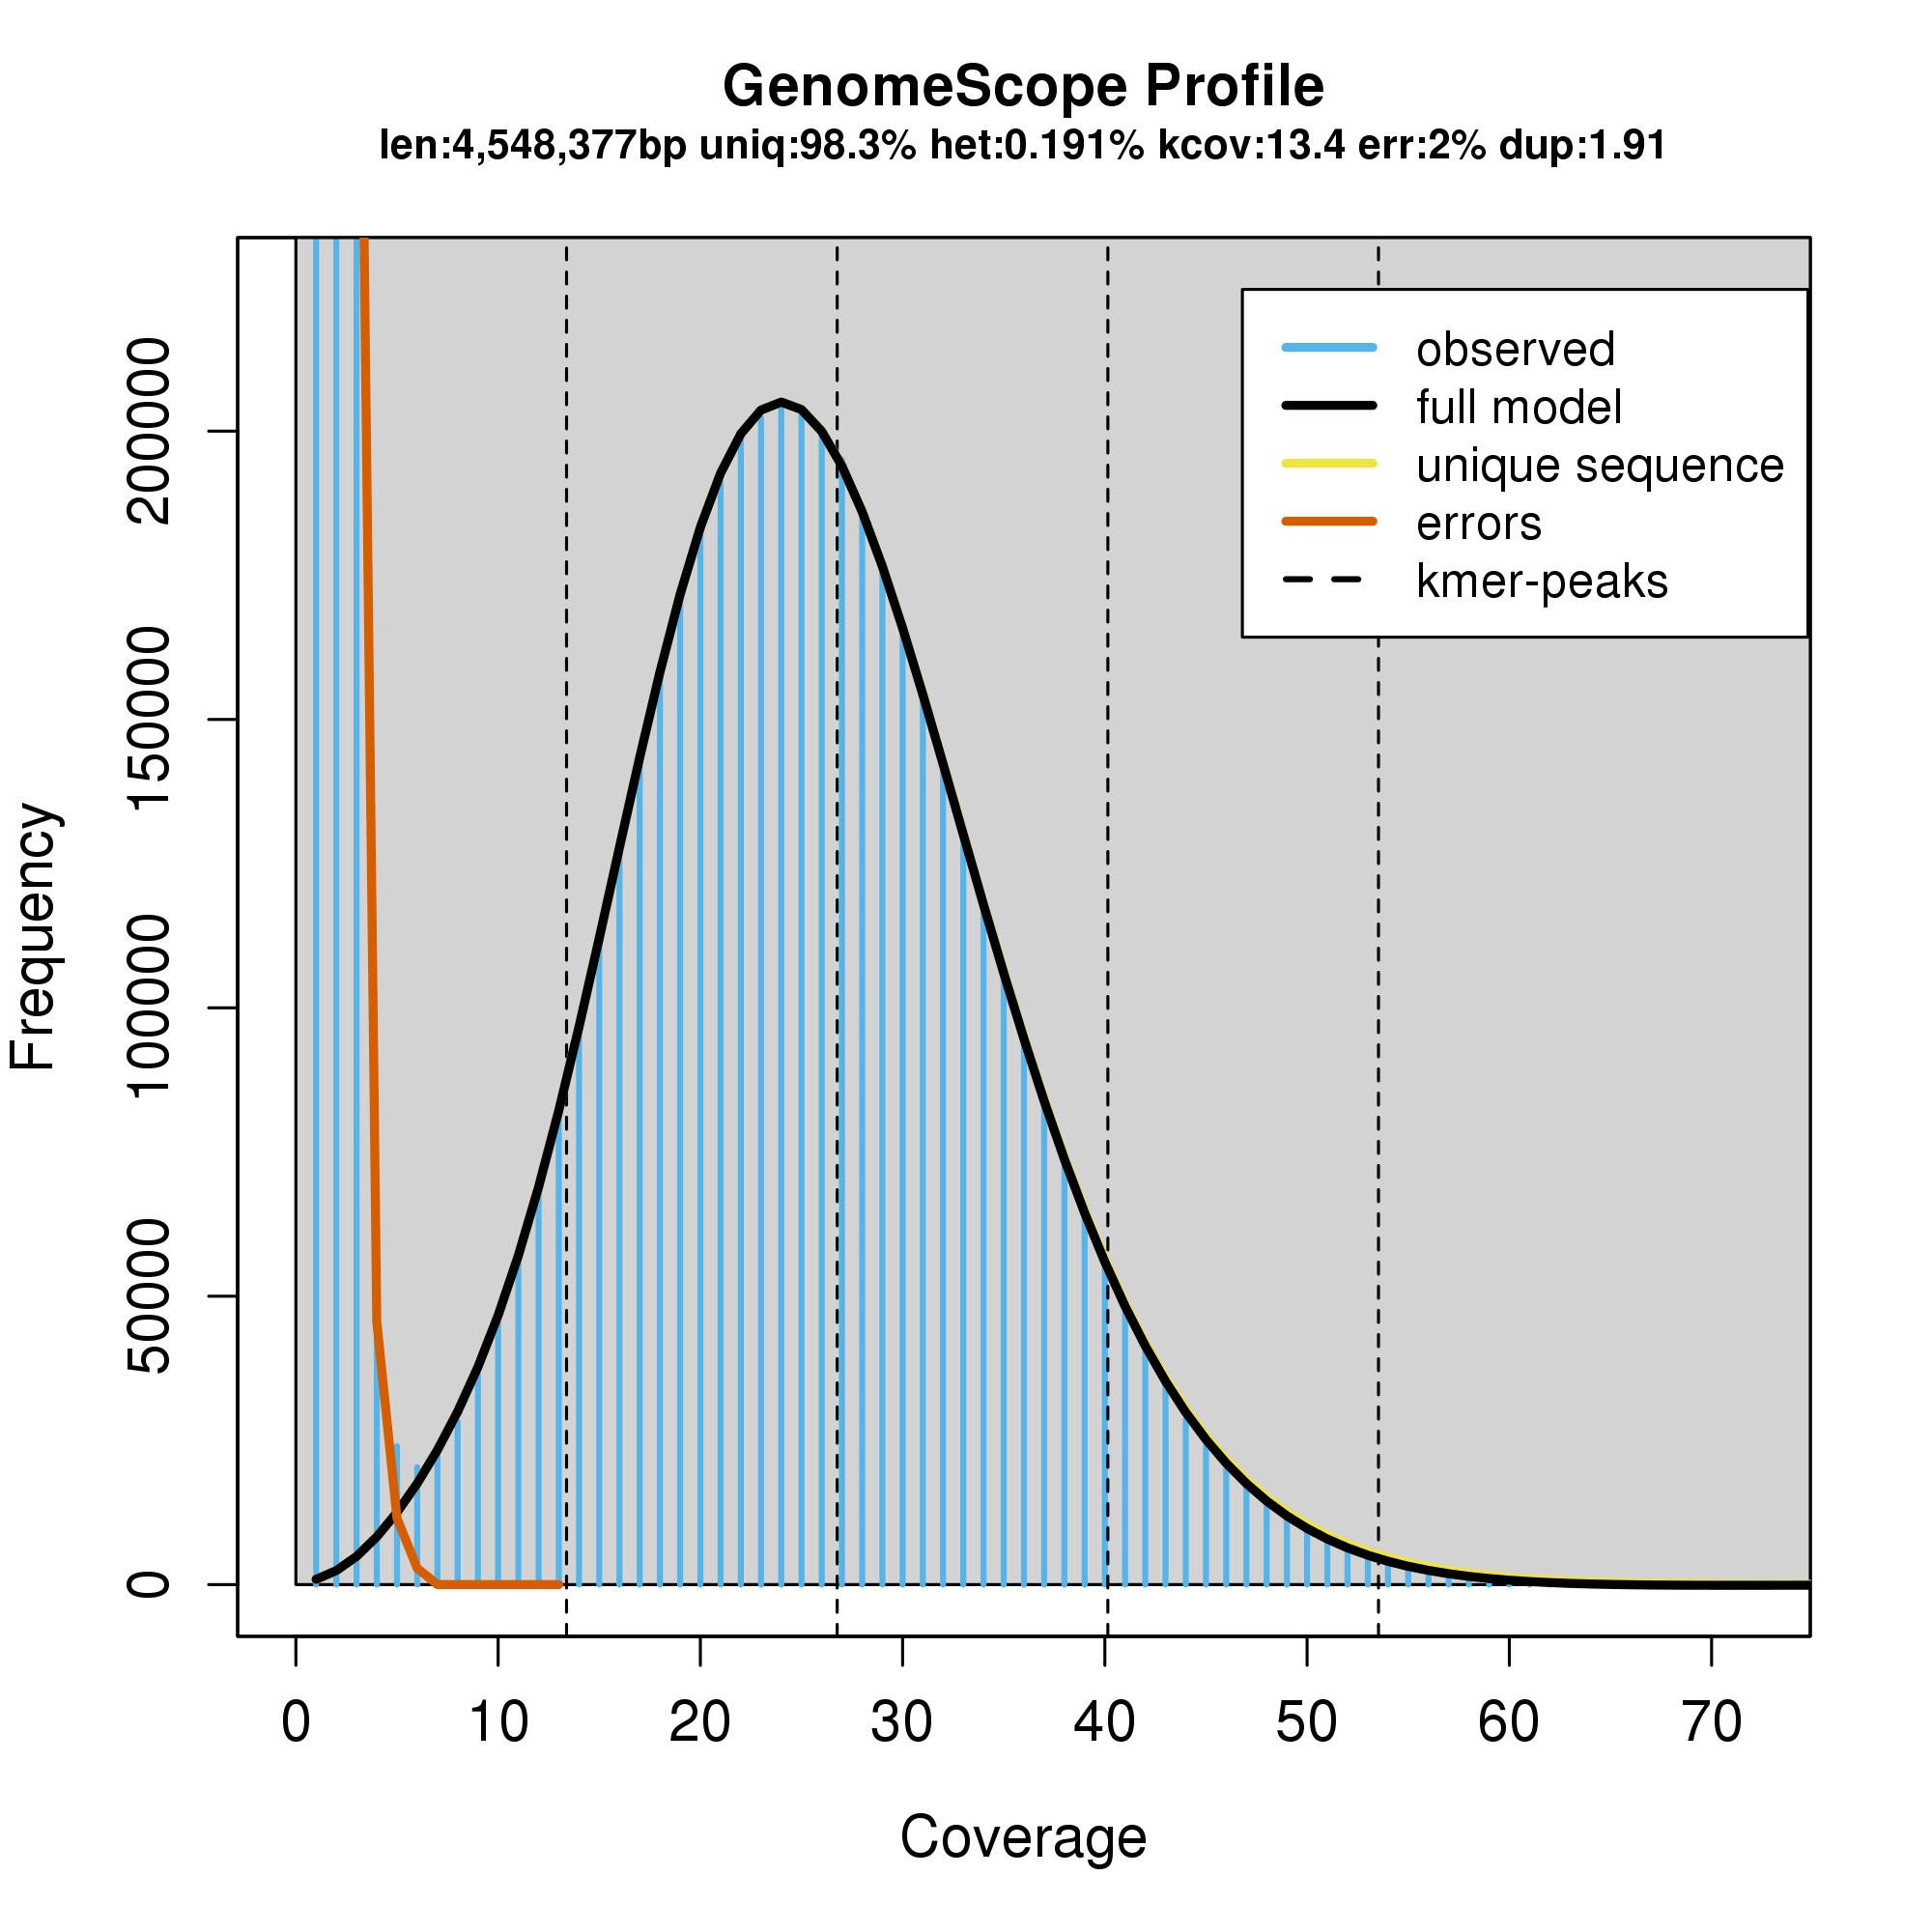 GenomeScope Profile
len:4,548,377bp uniq:98.3% het:0.191% kcov:13.4 err:2% dup:1.91
observed
full model
unique sequence
errors
kmer-peaks
Frequency
200000
150000
100000
50000
0
0 10 20 30 40 50 60 70
Coverage